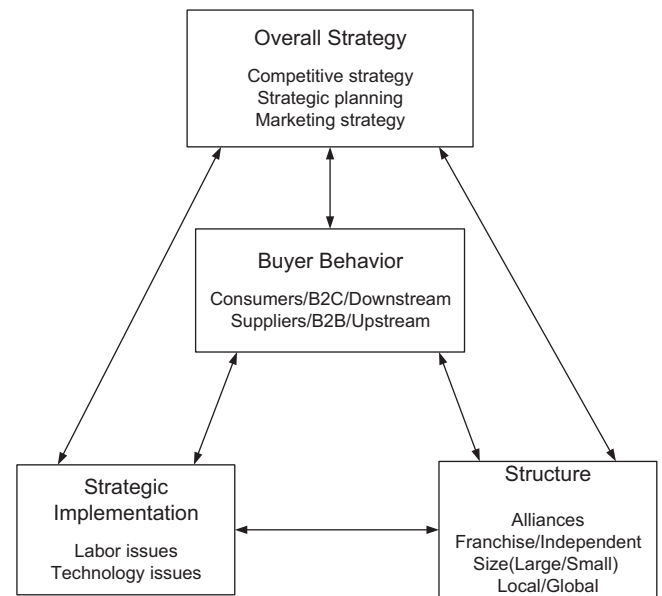 Overall Strategy
Competitive strategy
Strategic planning
Marketing strategy
Buyer Behavior
Consumers/B2C/Downstream
Suppliers/B2B/Upstream
Strategic
Implementation
Labor issues
Technology issues
Structure
Alliances
Franchise/Independent
Size(Large/Small)
Local/Global